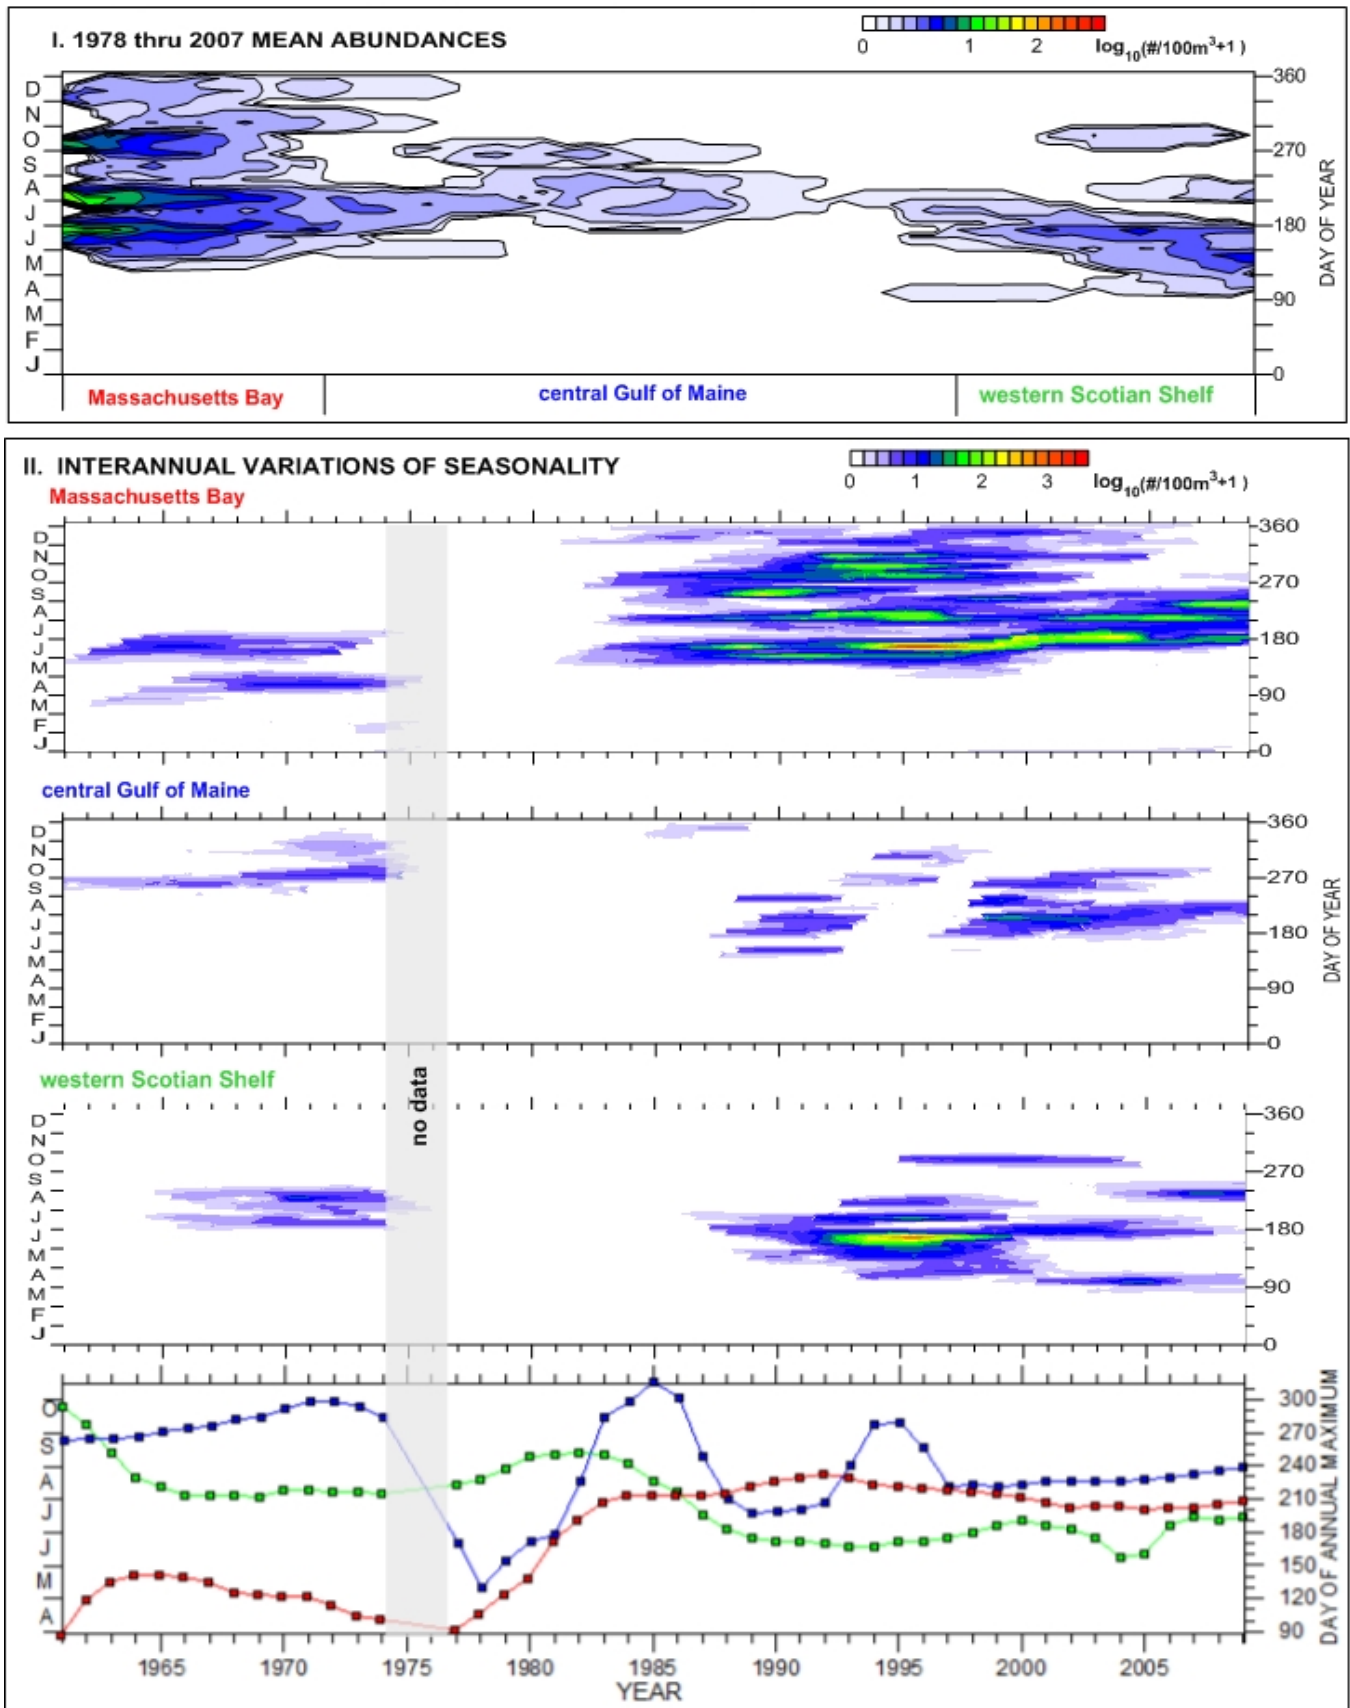 I. 1978 thru 2007 MEAN ABUNDANCES
0 1 2 log10(#/100m3+1 )
D
N
O
S
A
J
J
M
A
M
F
J
360
270
180
90
0
DAY OF YEAR
Massachusetts Bay central Gulf of Maine western Scotian Shelf
II. INTERANNUAL VARIATIONS OF SEASONALITY
0 1 2 3 log10(#/100m3+1 )
Massachusetts Bay
D
N
O
S
A
J
J
M
A
M
F
J
360
270
180
90
0
central Gulf of Maine
D
N
O
S
A
J
J
M
A
M
F
J
360
270
180
90
0
DAY OF YEAR
western Scotian Shelf
no data
D
N
O
S
A
J
J
M
A
M
F
J
360
270
180
90
0
O
S
A
J
J
M
A
300
270
240
210
180
150
120
90
DAY OF ANNUAL MAXIMUM
1965 1970 1975 1980 1985 1990 1995 2000 2005
YEAR